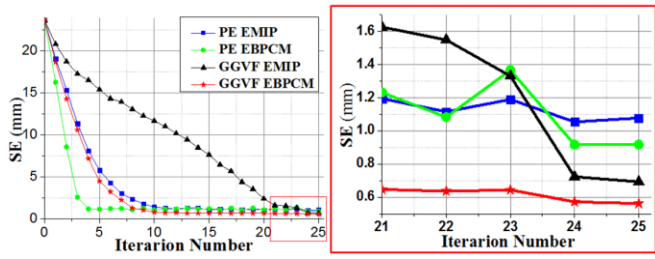 PE EMIP
PE EBPCM
GGVF EMIP
GGVF EBPCM
SE (mm)
20
15
10
5
0
0 5 10 15 20 25
Iterarion Number
SE (mm)
1.6
1.4
1.2
1.0
0.8
0.6
21 22 23 24 25
Iterarion Number